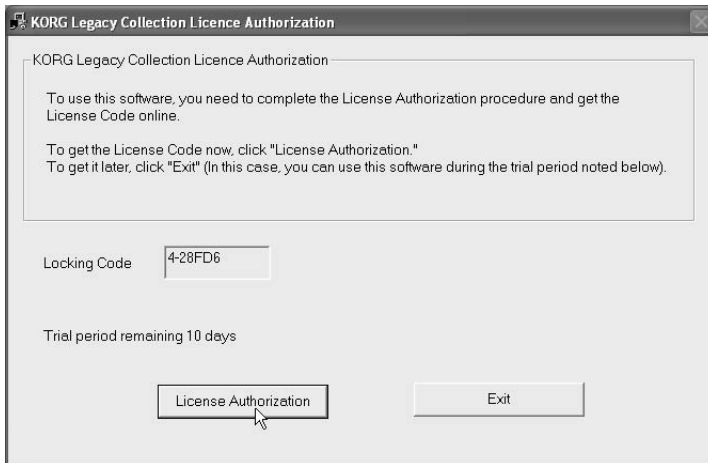 KORG Legacy Collection Licence Authorization
KORG Legacy Collection Licence Authorization
To use this software, you need to complete the License Authorization procedure and get the
License Code online.
To get the License Code now, click "License Authorization."
To get it later, click "Exit" (In this case, you can use this software during the trial period noted below).
Locking Code 4-28FD6
Trial period remaining 10 days
License Authorization Exit